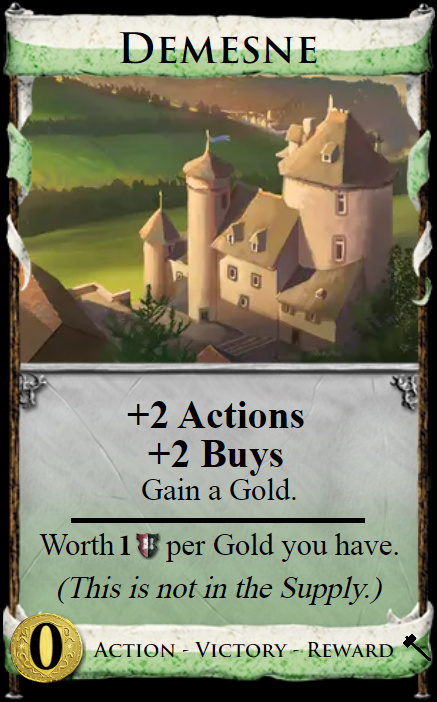 Demesne
+2 Actions
+2 Buys
Gain a Gold.
Worth 1 per Gold you have.
(This is not in the Supply.)
0
Action - Victory - Reward